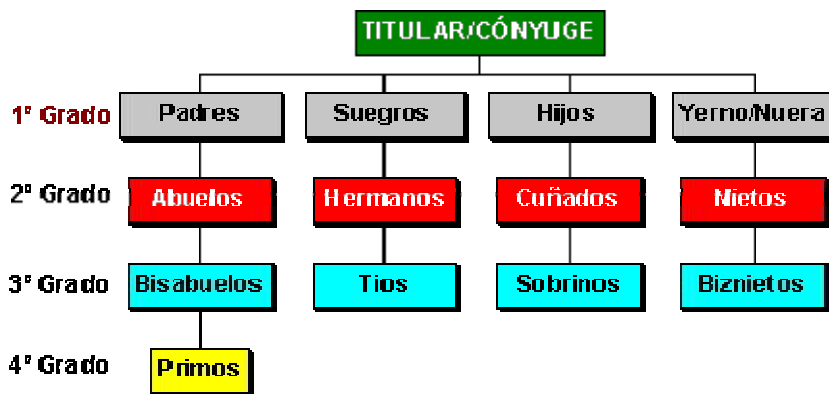 TITULAR/CÓNYUGE
1º Grado Padres Suegros Hijos Yerno/Nuera
2º Grado Abuelos Hermanos Cuñados Nietos
3º Grado Bisabuelos Tios Sobrinos Biznietos
4º Grado Primos